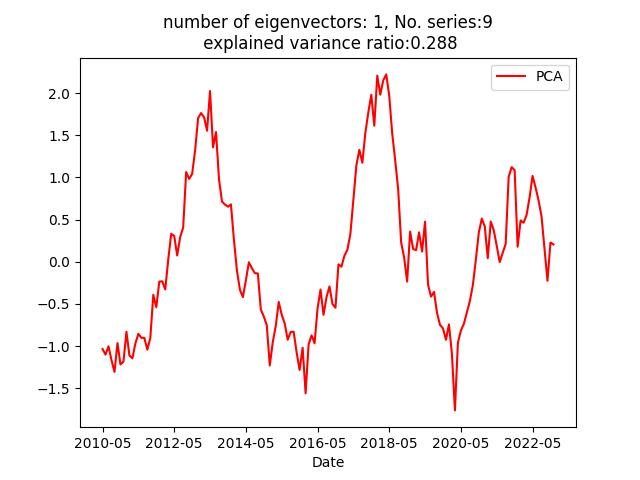 number of eigenvectors: 1, No. series:9
explained variance ratio:0.288
PCA
2.0
1.5
1.0
0.5
0.0
−0.5
−1.0
−1.5
2010-05 2012-05 2014-05 2016-05 2018-05 2020-05 2022-05
Date